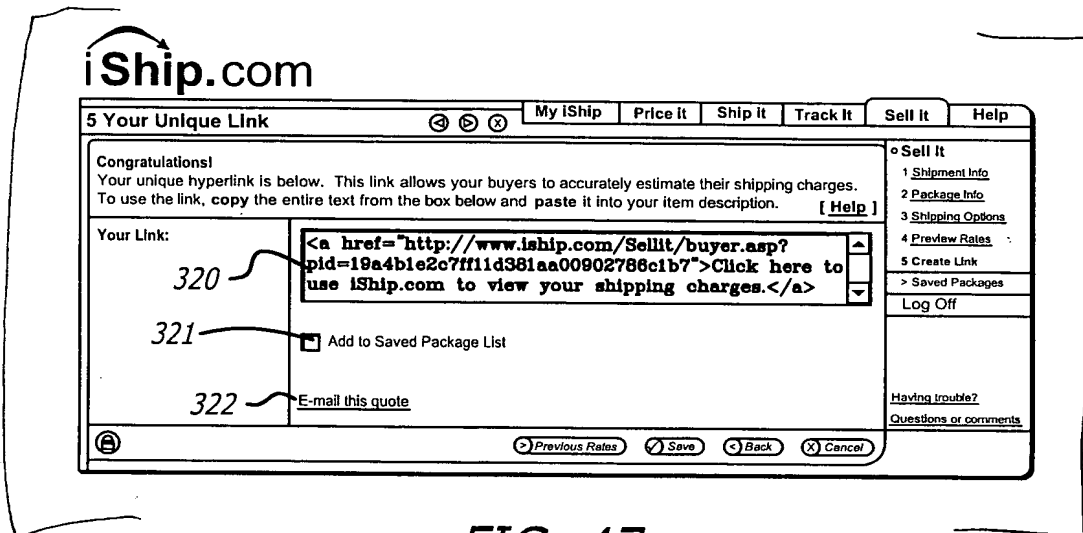 iShip.com
My iShip
Price it
Ship it
Track It
Sell it
Help
5 Your Unique Link
Congratulations!
Your unique hyperlink is below. This link allows your buyers to accurately estimate their shipping charges.
To use the link, copy the entire text from the box below and paste it into your item description. [ Help ]
Your Link:
<a href="http://www.iship.com/Sellit/buyer.asp?
pid=19a4b1e2c7ff11d381aa00902786c1b7">Click here to
use iShip.com to view your shipping charges.</a>
320
321
Add to Saved Package List
322
E-mail this quote
Sell It
1 Shipment Info
2 Package Info
3 Shipping Options
4 Preview Rates
5 Create Link
> Saved Packages
Log Off
Having trouble?
Questions or comments
> Previous Rates
Save
< Back
X Cancel